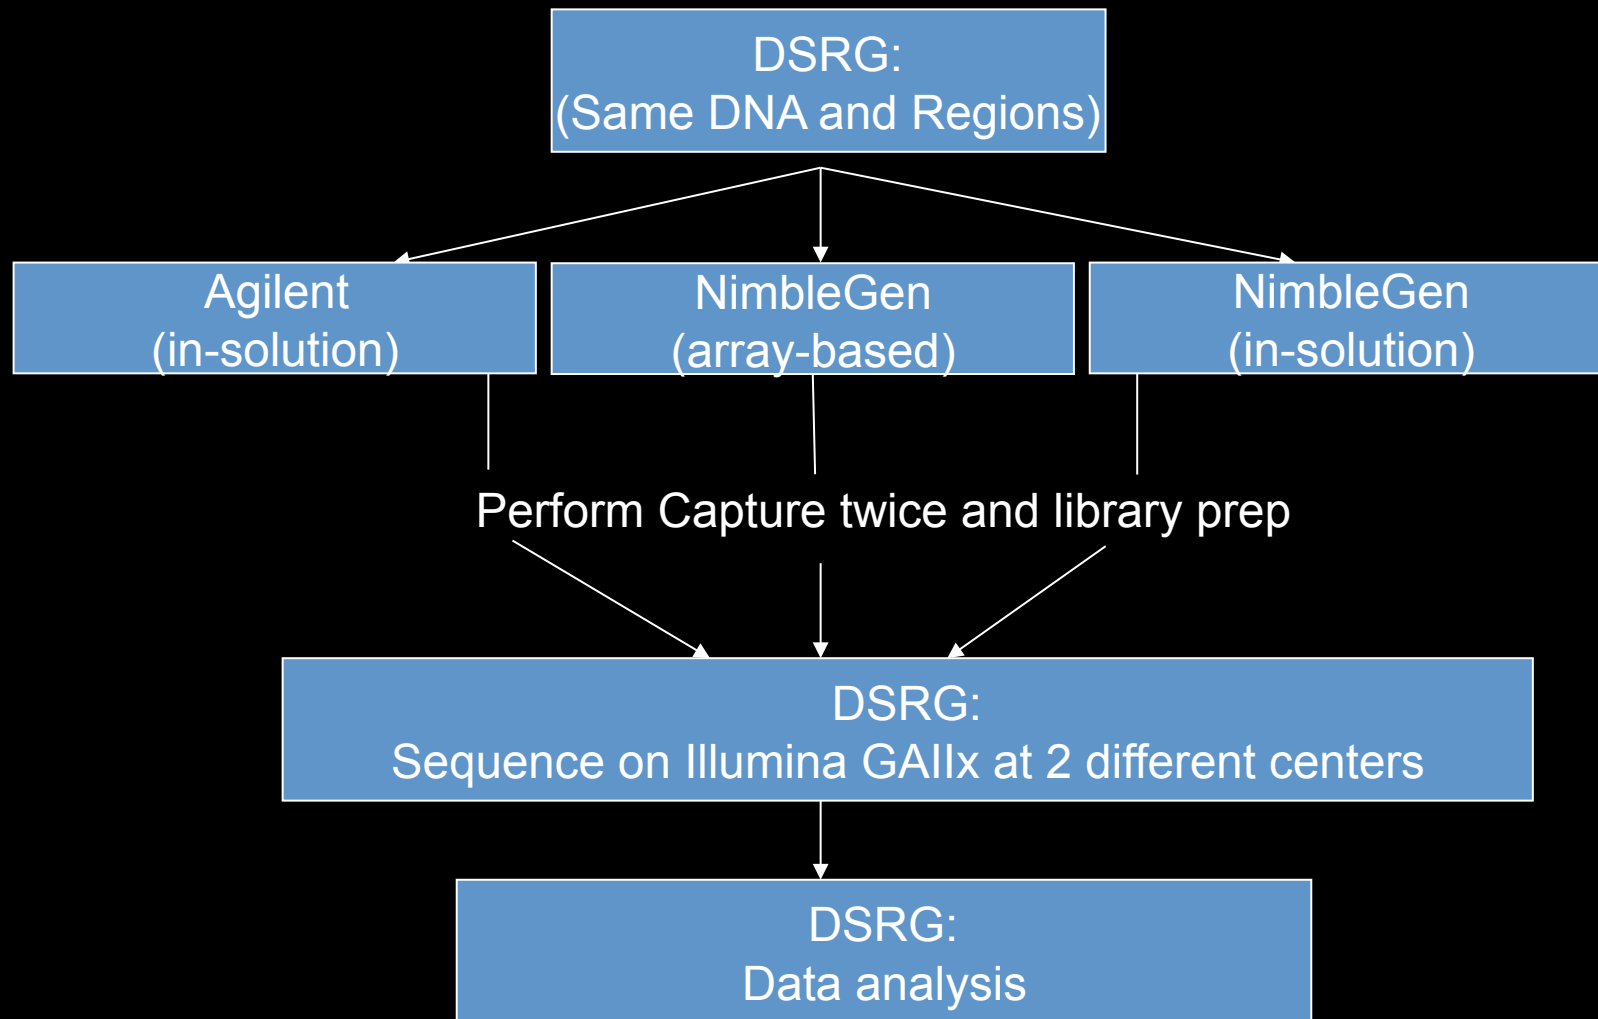 DSRG:
(Same DNA and Regions)
Agilent
(in-solution)
NimbleGen
(array-based)
NimbleGen
(in-solution)
Perform Capture twice and library prep
DSRG:
Sequence on Illumina GAIIx at 2 different centers
DSRG:
Data analysis